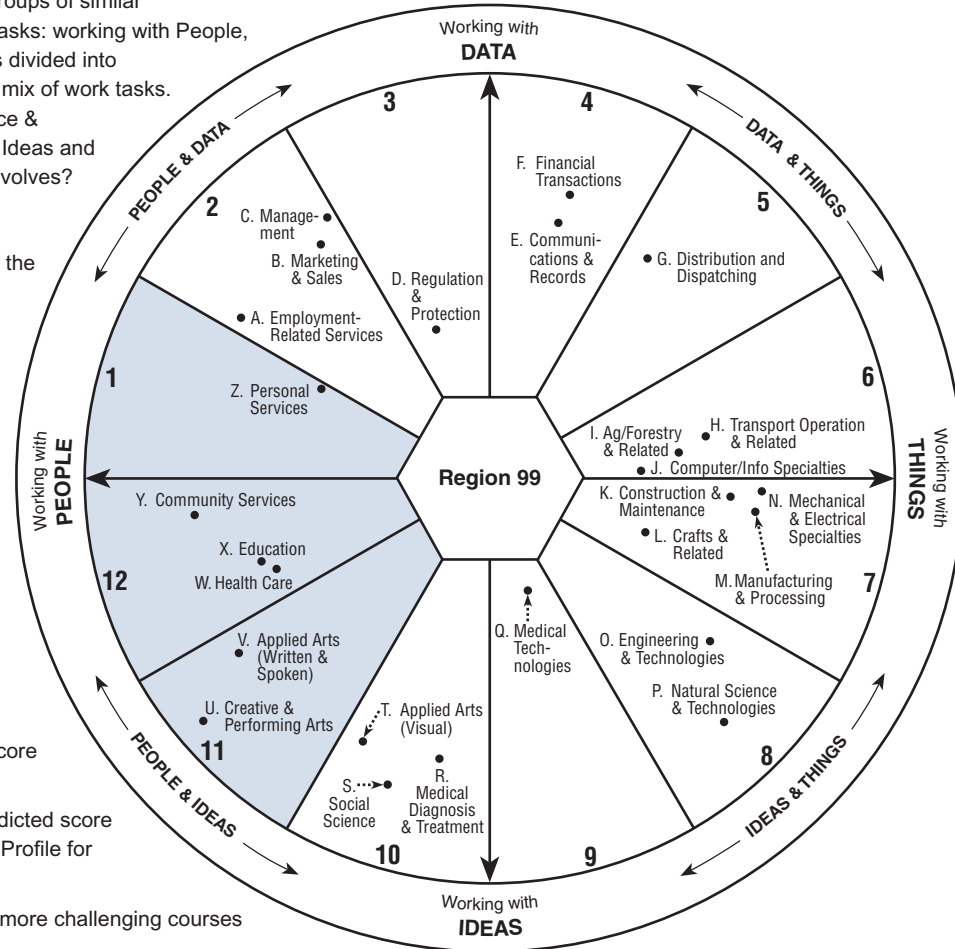 roups of similar
asks: working with People,
s divided into
mix of work tasks.
ce &
Ideas and
volves?
the
core
dicted score
Profile for
more challenging courses
Working with
DATA
PEOPLE & DATA
DATA & THINGS
3
4
2
5
1
6
12
7
11
8
10
9
C. Manage-
ment
B. Marketing
& Sales
A. Employment-
Related Services
D. Regulation
&
Protection
F. Financial
Transactions
E. Communi-
cations &
Records
G. Distribution and
Dispatching
Z. Personal
Services
Working with
PEOPLE
Region 99
H. Transport Operation
& Related
I. Ag/Forestry
& Related
J. Computer/Info Specialties
THINGS
Working with
Y. Community Services
X. Education
W. Health Care
K. Construction &
Maintenance
L. Crafts &
Related
N. Mechanical
& Electrical
Specialties
M. Manufacturing
& Processing
V. Applied Arts
(Written &
Spoken)
U. Creative &
Performing Arts
Q. Medical
Tech-
nologies
O. Engineering
& Technologies
P. Natural Science
& Technologies
T. Applied Arts
(Visual)
S.
Social
Science
R.
Medical
Diagnosis
& Treatment
PEOPLE & IDEAS
IDEAS & THINGS
Working with
IDEAS